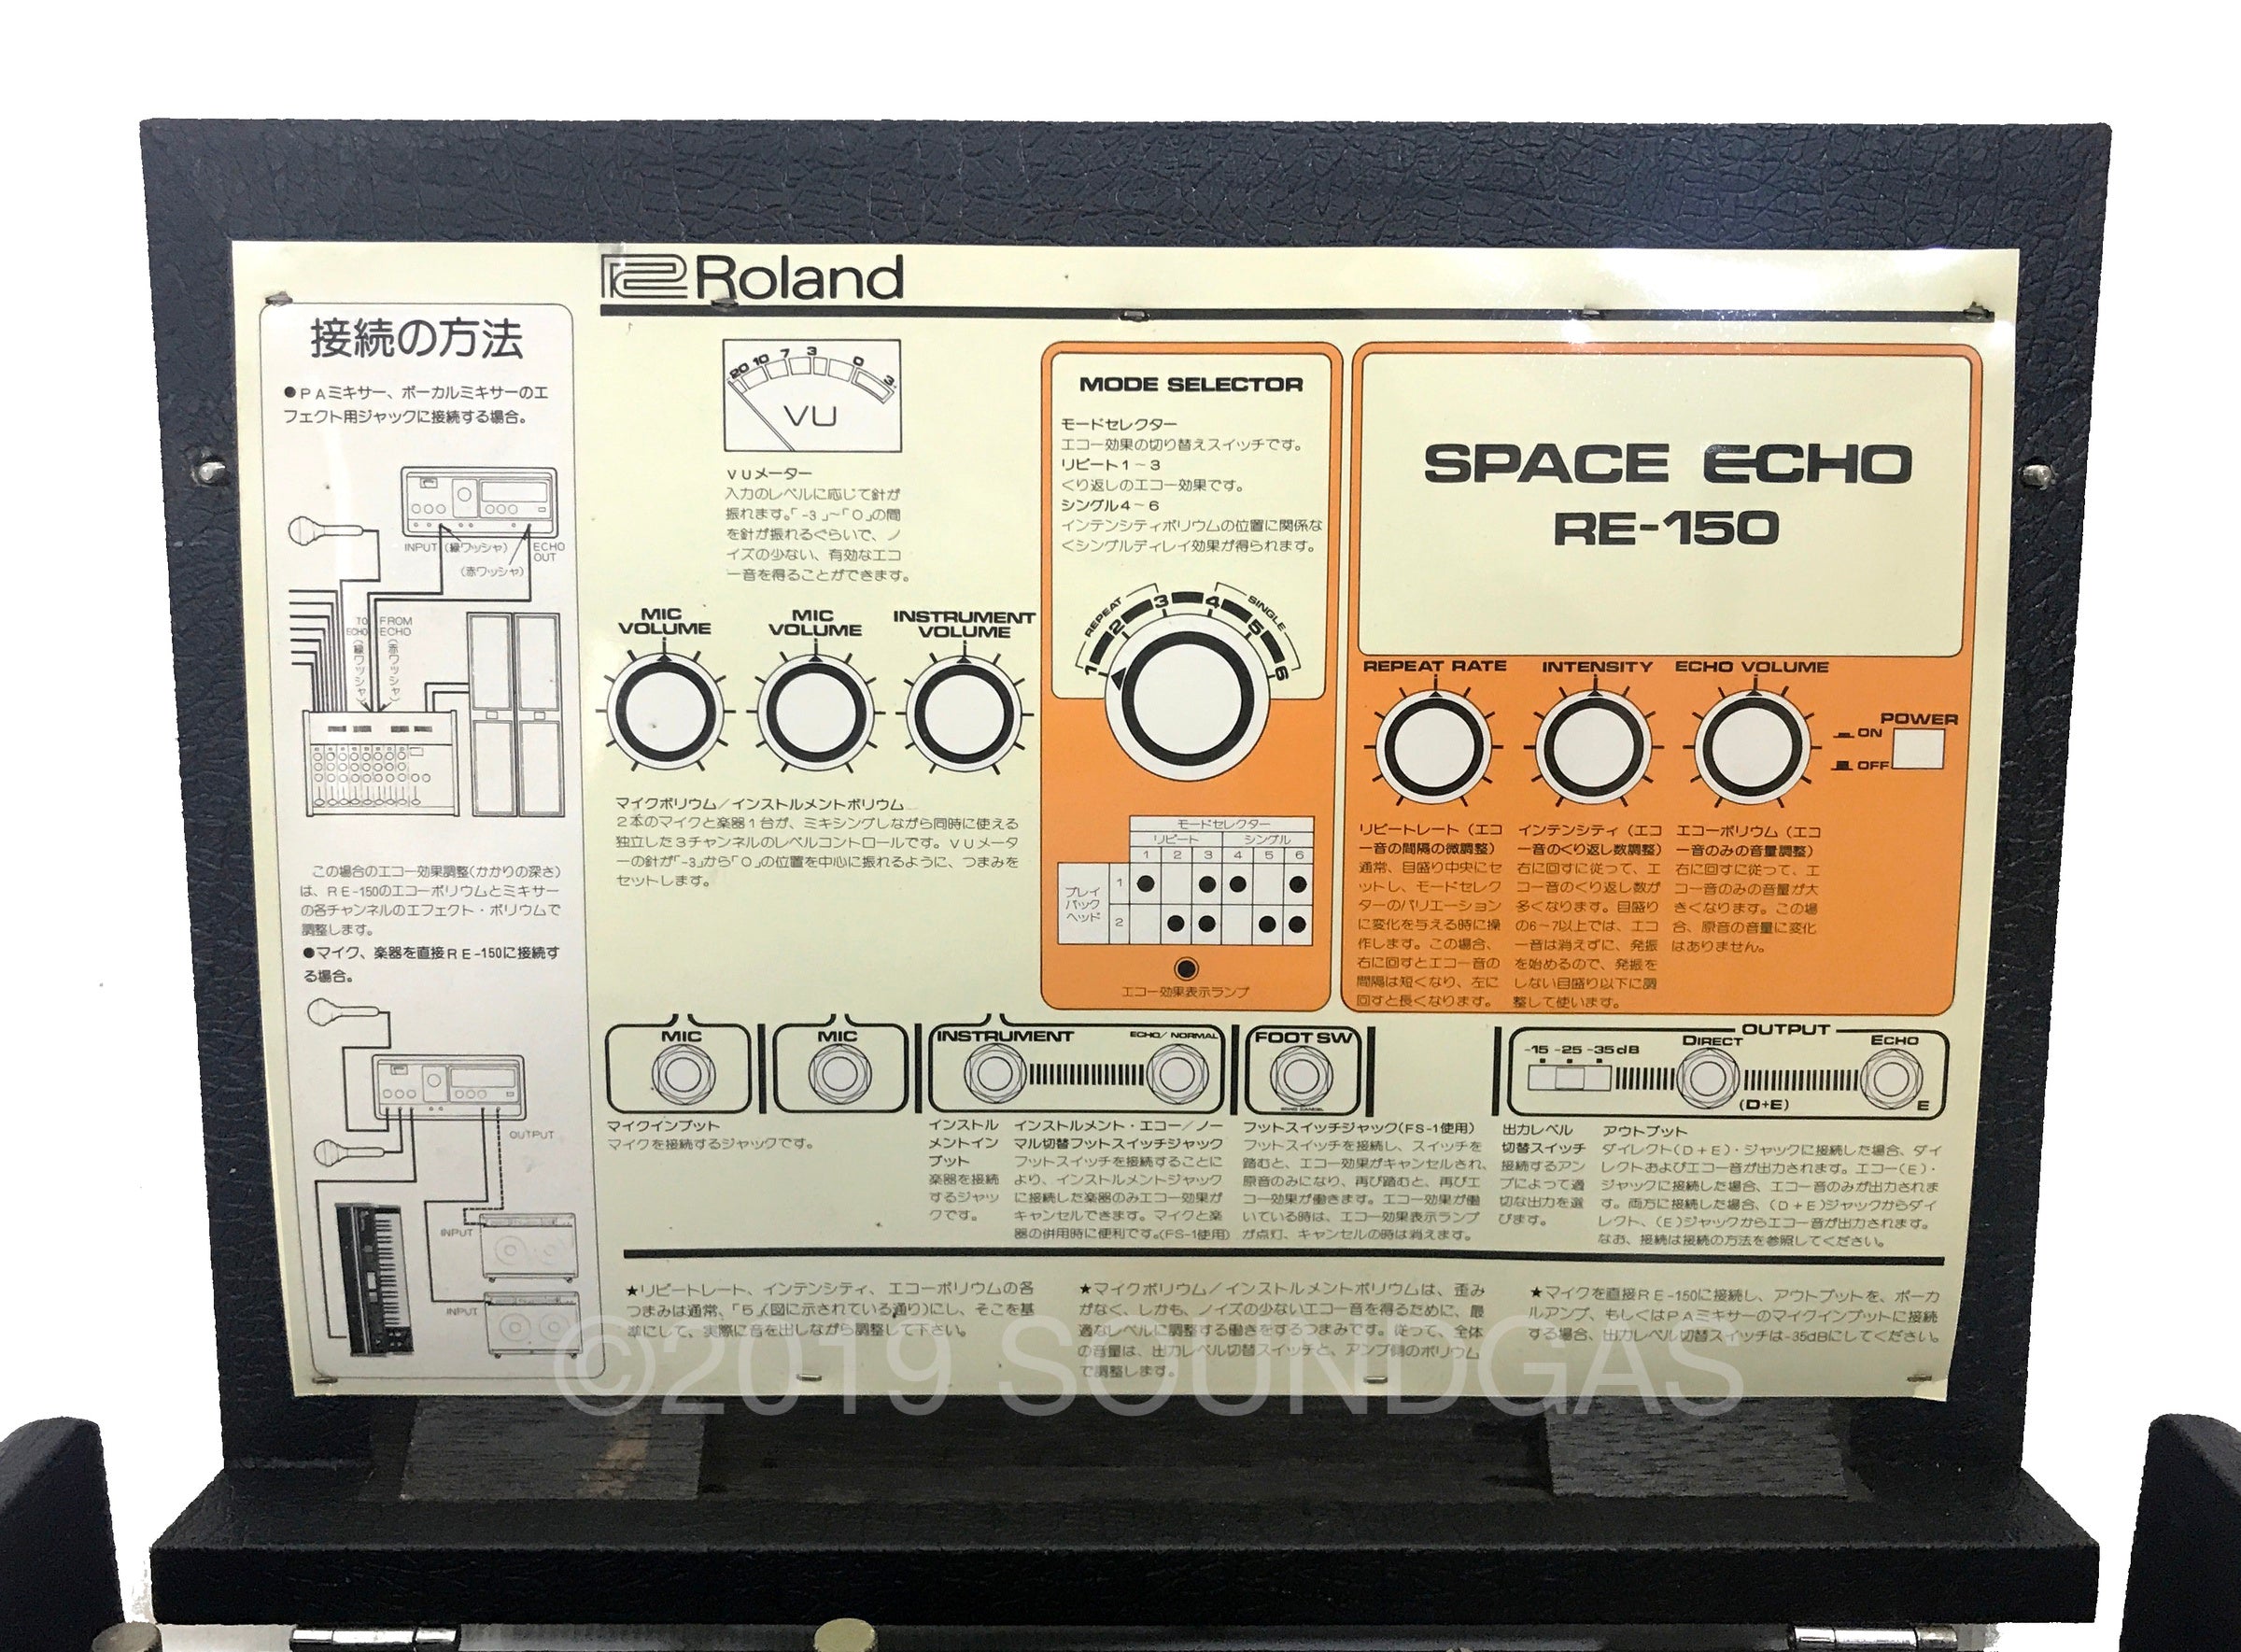 Roland
接続の方法
●PAミキサー、ボーカルミキサーのエ
フェクト用ジャックに接続する場合。
INPUT (緑ワッシャ) ECHO
OUT
(赤ワッシャ)
TO
ECHO
(緑ワッシャ)
FROM
ECHO
(赤ワッシャ)
この場合のエコー効果調整(かかりの深さ)
は、RE-150のエコーボリウムとミキサー
の各チャンネルのエフェクト・ボリウムで
調整します。
●マイク、楽器を直接RE-150に接続す
る場合。
OUTPUT
INPUT
INPUT
20 10 7 3 0 3
VU
VUメーター
入力のレベルに応じて針が
振れます。「-3」～「0」の間
を針が振れるぐらいで、ノ
イズの少ない、有効なエコ
ー音を得ることができます。
MIC
VOLUME
MIC
VOLUME
INSTRUMENT
VOLUME
マイクボリウム／インストルメントボリウム
2本のマイクと楽器1台が、ミキシングしながら同時に使える
独立した3チャンネルのレベルコントロールです。VUメータ
ーの針が「-3」から「0」の位置を中心に振れるように、つまみを
セットします。
MODE SELECTOR
モードセレクター
エコー効果の切り替えスイッチです。
リピート1～3
くり返しのエコー効果です。
シングル4～6
インテンシティボリウムの位置に関係な
くシングルディレイ効果が得られます。
REPEAT SINGLE
1 2 3 4 5 6
モードセレクター
リピート シングル
1 2 3 4 5 6
プレイ
バック
ヘッド
1
2
エコー効果表示ランプ
SPACE ECHO
RE-150
REPEAT RATE INTENSITY ECHO VOLUME
POWER
ON
OFF
リピートレート（エコ
ー音の間隔の微調整）
通常、目盛り中央にセ
ットし、モードセレク
ターのバリエーション
に変化を与える時に操
作します。この場合、
右に回すとエコー音の
間隔は短くなり、左に
回すと長くなります。
インテンシティ（エコ
ー音のくり返し数調整）
右に回すに従って、エ
コー音のくり返し数が
多くなります。目盛り
の6～7以上では、エコ
ー音は消えずに、発振
を始めるので、発振を
しない目盛り以下に調
整して使います。
エコーボリウム（エコ
ー音のみの音量調整）
右に回すに従って、エ
コー音のみの音量が大
きくなります。この場
合、原音の音量に変化
はありません。
MIC
MIC
INSTRUMENT ECHO/NORMAL
FOOT SW
OUTPUT
-15 -25 -35dB
DIRECT
(D+E)
ECHO
E
マイクインプット
マイクを接続するジャックです。
インストル
メントイン
プット
楽器を接続
するジャッ
クです。
インストルメント・エコー／ノー
マル切替フットスイッチジャック
フットスイッチを接続することに
より、インストルメントジャック
に接続した楽器のみエコー効果が
キャンセルできます。マイクと楽
器の併用時に便利です。(FS-1使用)
フットスイッチジャック(FS-1使用)
フットスイッチを接続し、スイッチを
踏むと、エコー効果がキャンセルされ、
原音のみになり、再び踏むと、再びエ
コー効果が働きます。エコー効果が働
いている時は、エコー効果表示ランプ
が点灯、キャンセルの時は消えます。
出力レベル
切替スイッチ
接続するアン
プによって適
切な出力を選
びます。
アウトプット
ダイレクト(D+E)・ジャックに接続した場合、ダイ
レクトおよびエコー音が出力されます。エコー(E)・
ジャックに接続した場合、エコー音のみが出力されま
す。両方に接続した場合、(D+E)ジャックからダイ
レクト、(E)ジャックからエコー音が出力されます。
なお、接続は接続の方法を参照してください。
★リピートレート、インテンシティ、エコーボリウムの各
つまみは通常、「5」(図に示されている通り)にし、そこを基
準にして、実際に音を出しながら調整して下さい。
★マイクボリウム／インストルメントボリウムは、歪み
がなく、しかも、ノイズの少ないエコー音を得るために、最
適なレベルに調整する働きをするつまみです。従って、全体
の音量は、出力レベル切替スイッチと、アンプ側のボリウム
で調整します。
★マイクを直接RE-150に接続し、アウトプットを、ボーカ
ルアンプ、もしくはPAミキサーのマイクインプットに接続
する場合、出力レベル切替スイッチは-35dBにしてください。
©2019 SOUNDGAS